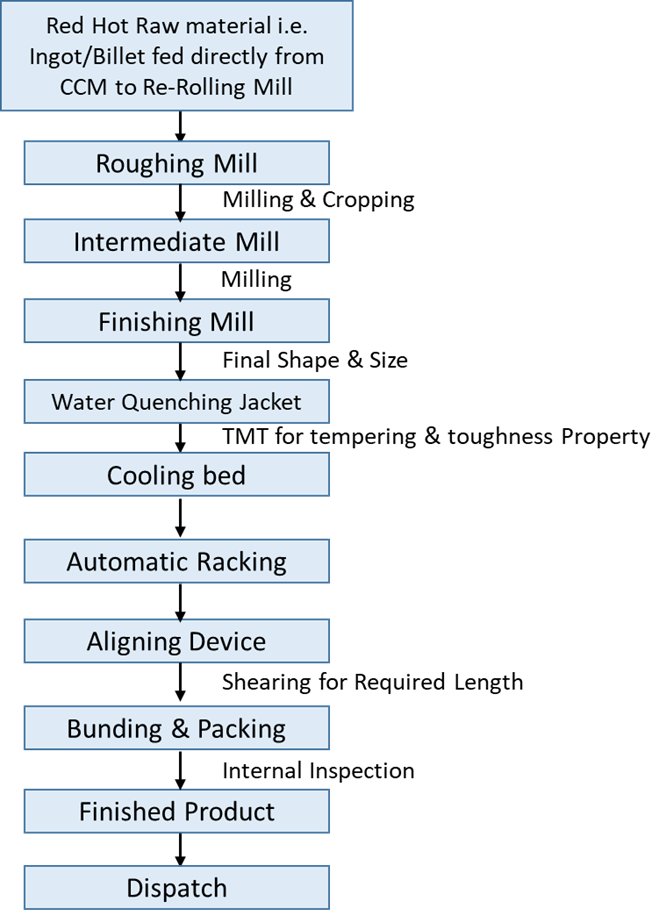 Red Hot Raw material i.e.
Ingot/Billet fed directly from
CCM to Re-Rolling Mill
Roughing Mill
Milling & Cropping
Intermediate Mill
Milling
Finishing Mill
Final Shape & Size
Water Quenching Jacket
TMT for tempering & toughness Property
Cooling bed
Automatic Racking
Aligning Device
Shearing for Required Length
Bunding & Packing
Internal Inspection
Finished Product
Dispatch